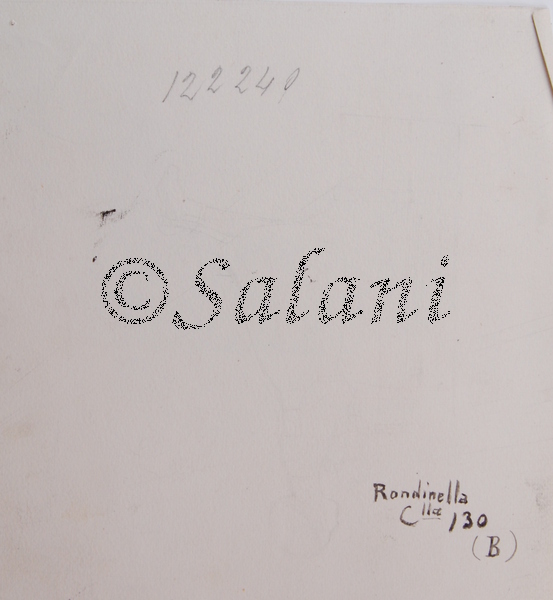 122240
©Salani
Rondinella
Clla 130
(B)